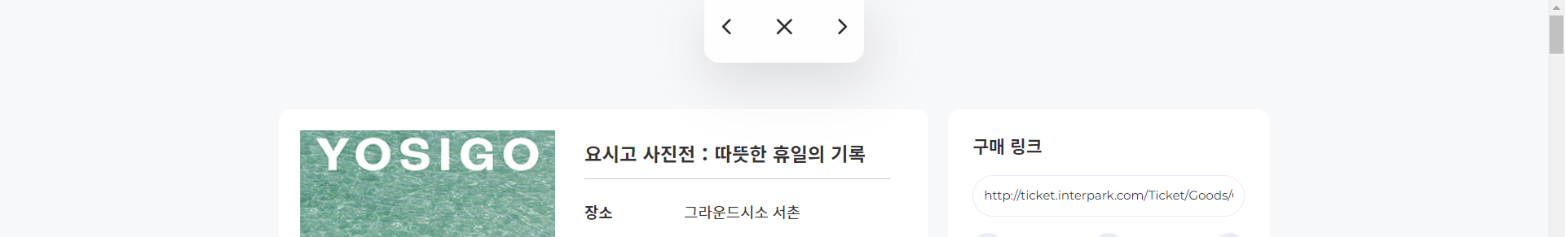 YOSIGO
요시고 사진전 : 따뜻한 휴일의 기록
장소 그라운드시소 서촌
구매 링크
http://ticket.interpark.com/Ticket/Goods/